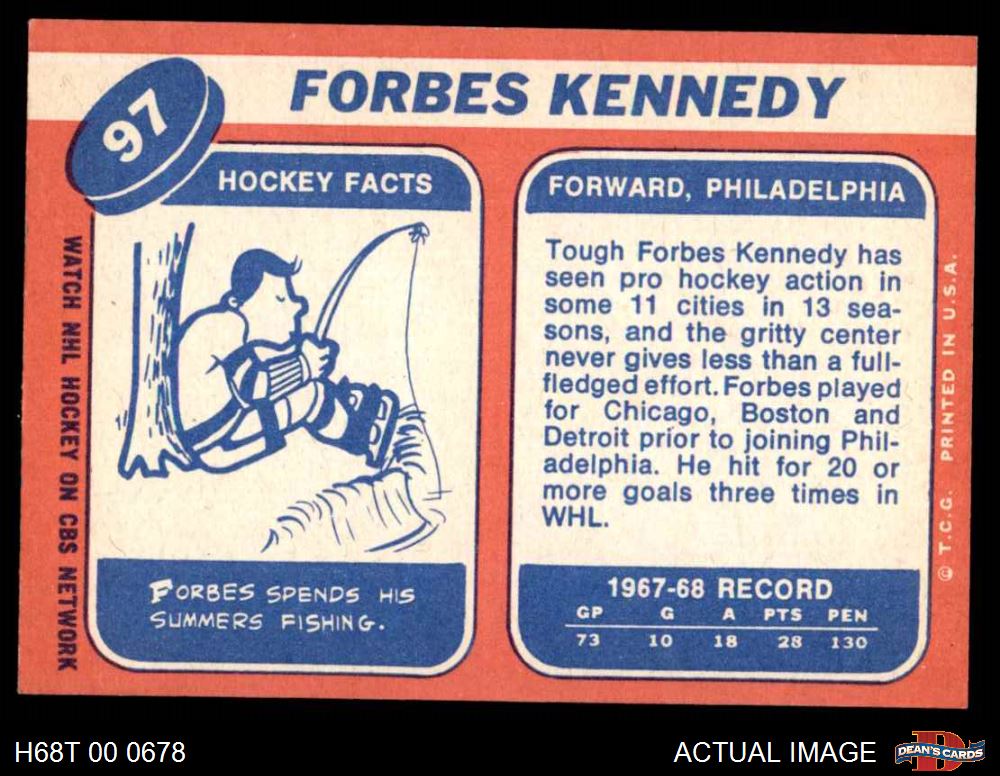 97
FORBES KENNEDY
HOCKEY FACTS
FORBES SPENDS HIS
SUMMERS FISHING.
WATCH NHL HOCKEY ON CBS NETWORK
FORWARD, PHILADELPHIA
Tough Forbes Kennedy has
seen pro hockey action in
some 11 cities in 13 sea-
sons, and the gritty center
never gives less than a full-
fledged effort. Forbes played
for Chicago, Boston and
Detroit prior to joining Phil-
adelphia. He hit for 20 or
more goals three times in
WHL.
1967-68 RECORD
GP G A PTS PEN
73 10 18 28 130
© T.C.G. PRINTED IN U.S.A.
H68T 00 0678
ACTUAL IMAGE
D
DEAN'S CARDS